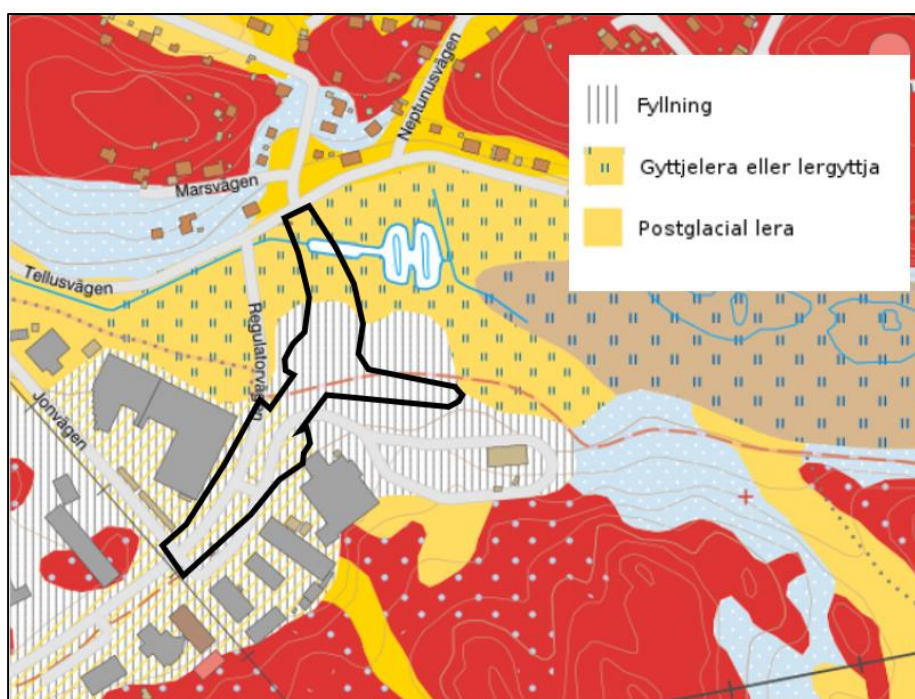 Neptunusvägen
Marsvägen
Tellusvägen
Regulatorvägen
Jonvägen
Fyllning
Gyttjelera eller lergyttja
Postglacial lera